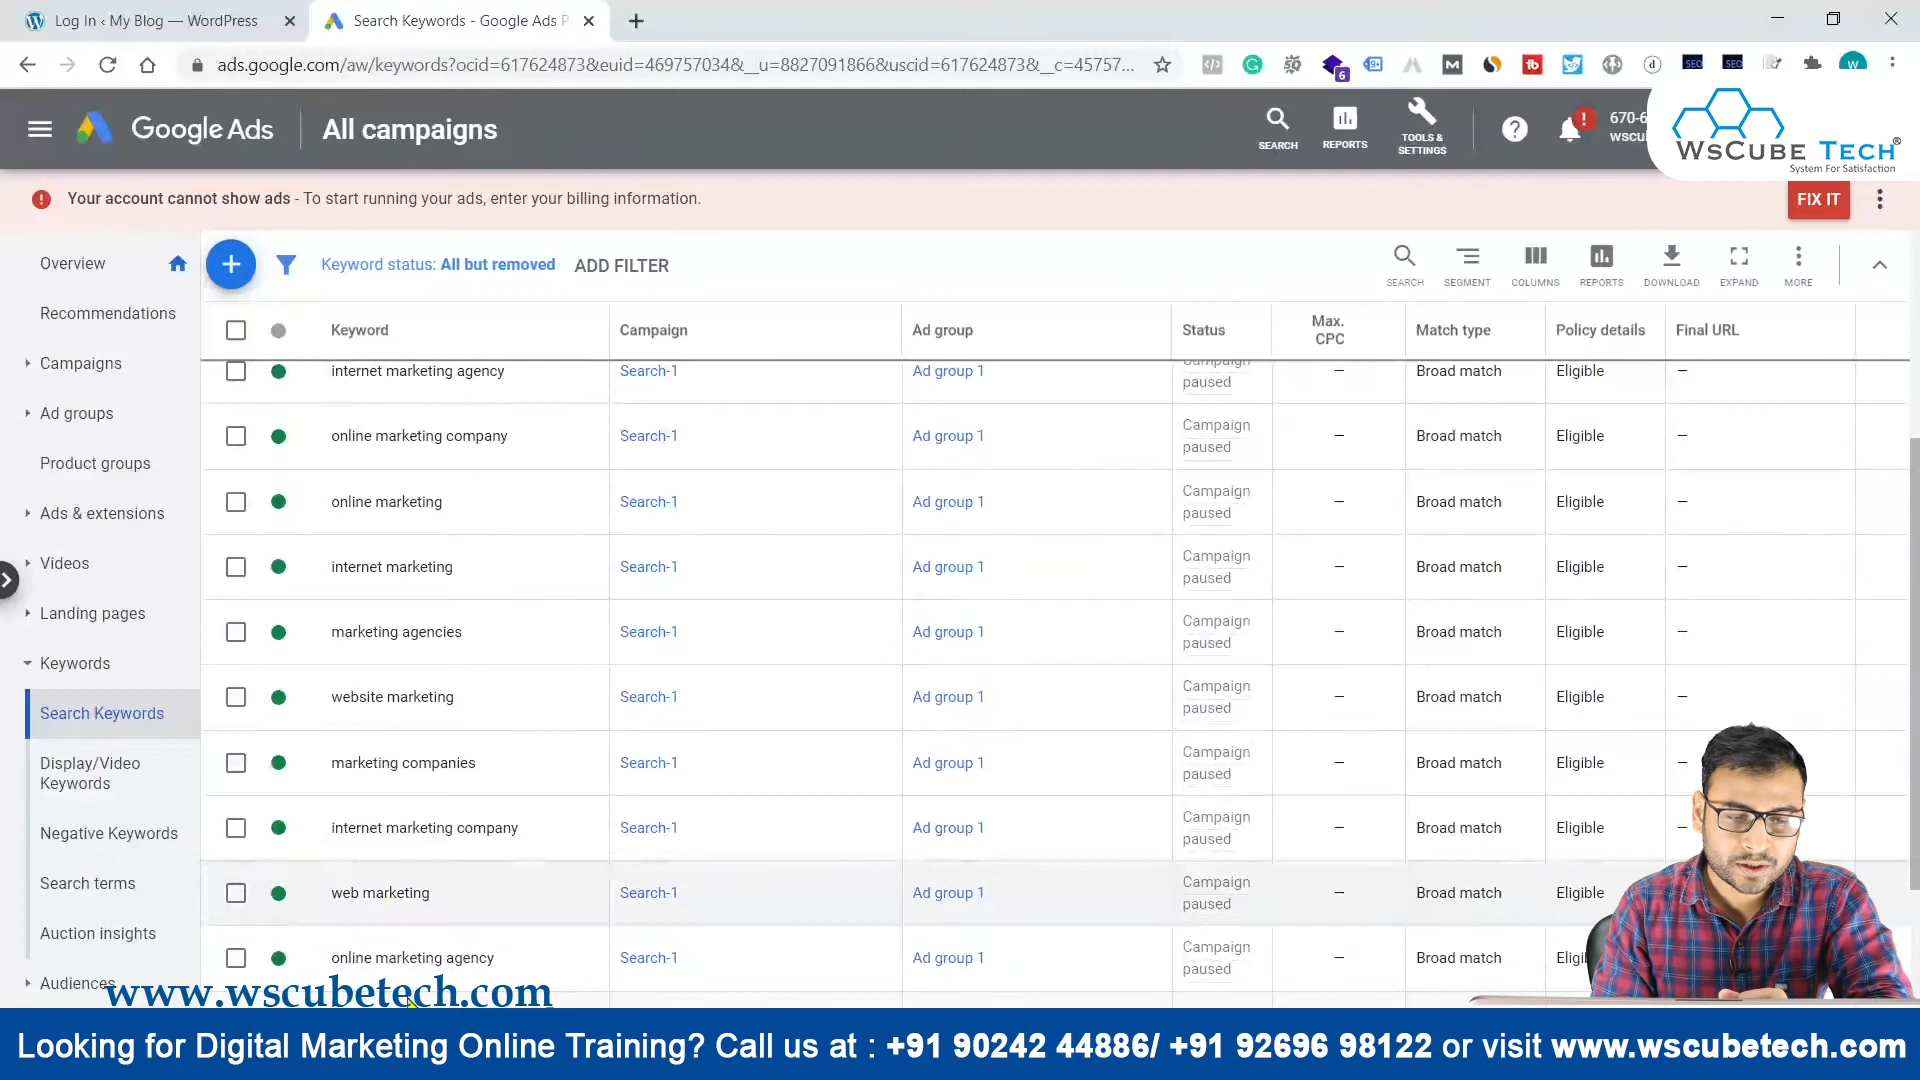 Log In ‹ My Blog — WordPress
Search Keywords - Google Ads P
ads.google.com/aw/keywords?ocid=617624873&euid=469757034&__u=8827091866&uscid=617624873&__c=45757...
Google Ads
All campaigns
SEARCH
REPORTS
TOOLS &
SETTINGS
670-6
WsCube Tech®
System For Satisfaction
Your account cannot show ads - To start running your ads, enter your billing information.
FIX IT
Overview
Recommendations
Campaigns
Ad groups
Product groups
Ads & extensions
Videos
Landing pages
Keywords
Search Keywords
Display/Video
Keywords
Negative Keywords
Search terms
Auction insights
Audiences
Keyword status: All but removed
ADD FILTER
SEARCH
SEGMENT
COLUMNS
REPORTS
DOWNLOAD
EXPAND
MORE
Keyword Campaign Ad group Status Max. CPC Match type Policy details Final URL
internet marketing agency Search-1 Ad group 1 Campaign paused — Broad match Eligible —
online marketing company Search-1 Ad group 1 Campaign paused — Broad match Eligible —
online marketing Search-1 Ad group 1 Campaign paused — Broad match Eligible —
internet marketing Search-1 Ad group 1 Campaign paused — Broad match Eligible —
marketing agencies Search-1 Ad group 1 Campaign paused — Broad match Eligible —
website marketing Search-1 Ad group 1 Campaign paused — Broad match Eligible —
marketing companies Search-1 Ad group 1 Campaign paused — Broad match Eligible —
internet marketing company Search-1 Ad group 1 Campaign paused — Broad match Eligible —
web marketing Search-1 Ad group 1 Campaign paused — Broad match Eligible
online marketing agency Search-1 Ad group 1 Campaign paused — Broad match
www.wscubetech.com
Looking for Digital Marketing Online Training? Call us at : +91 90242 44886/ +91 92696 98122 or visit www.wscubetech.com